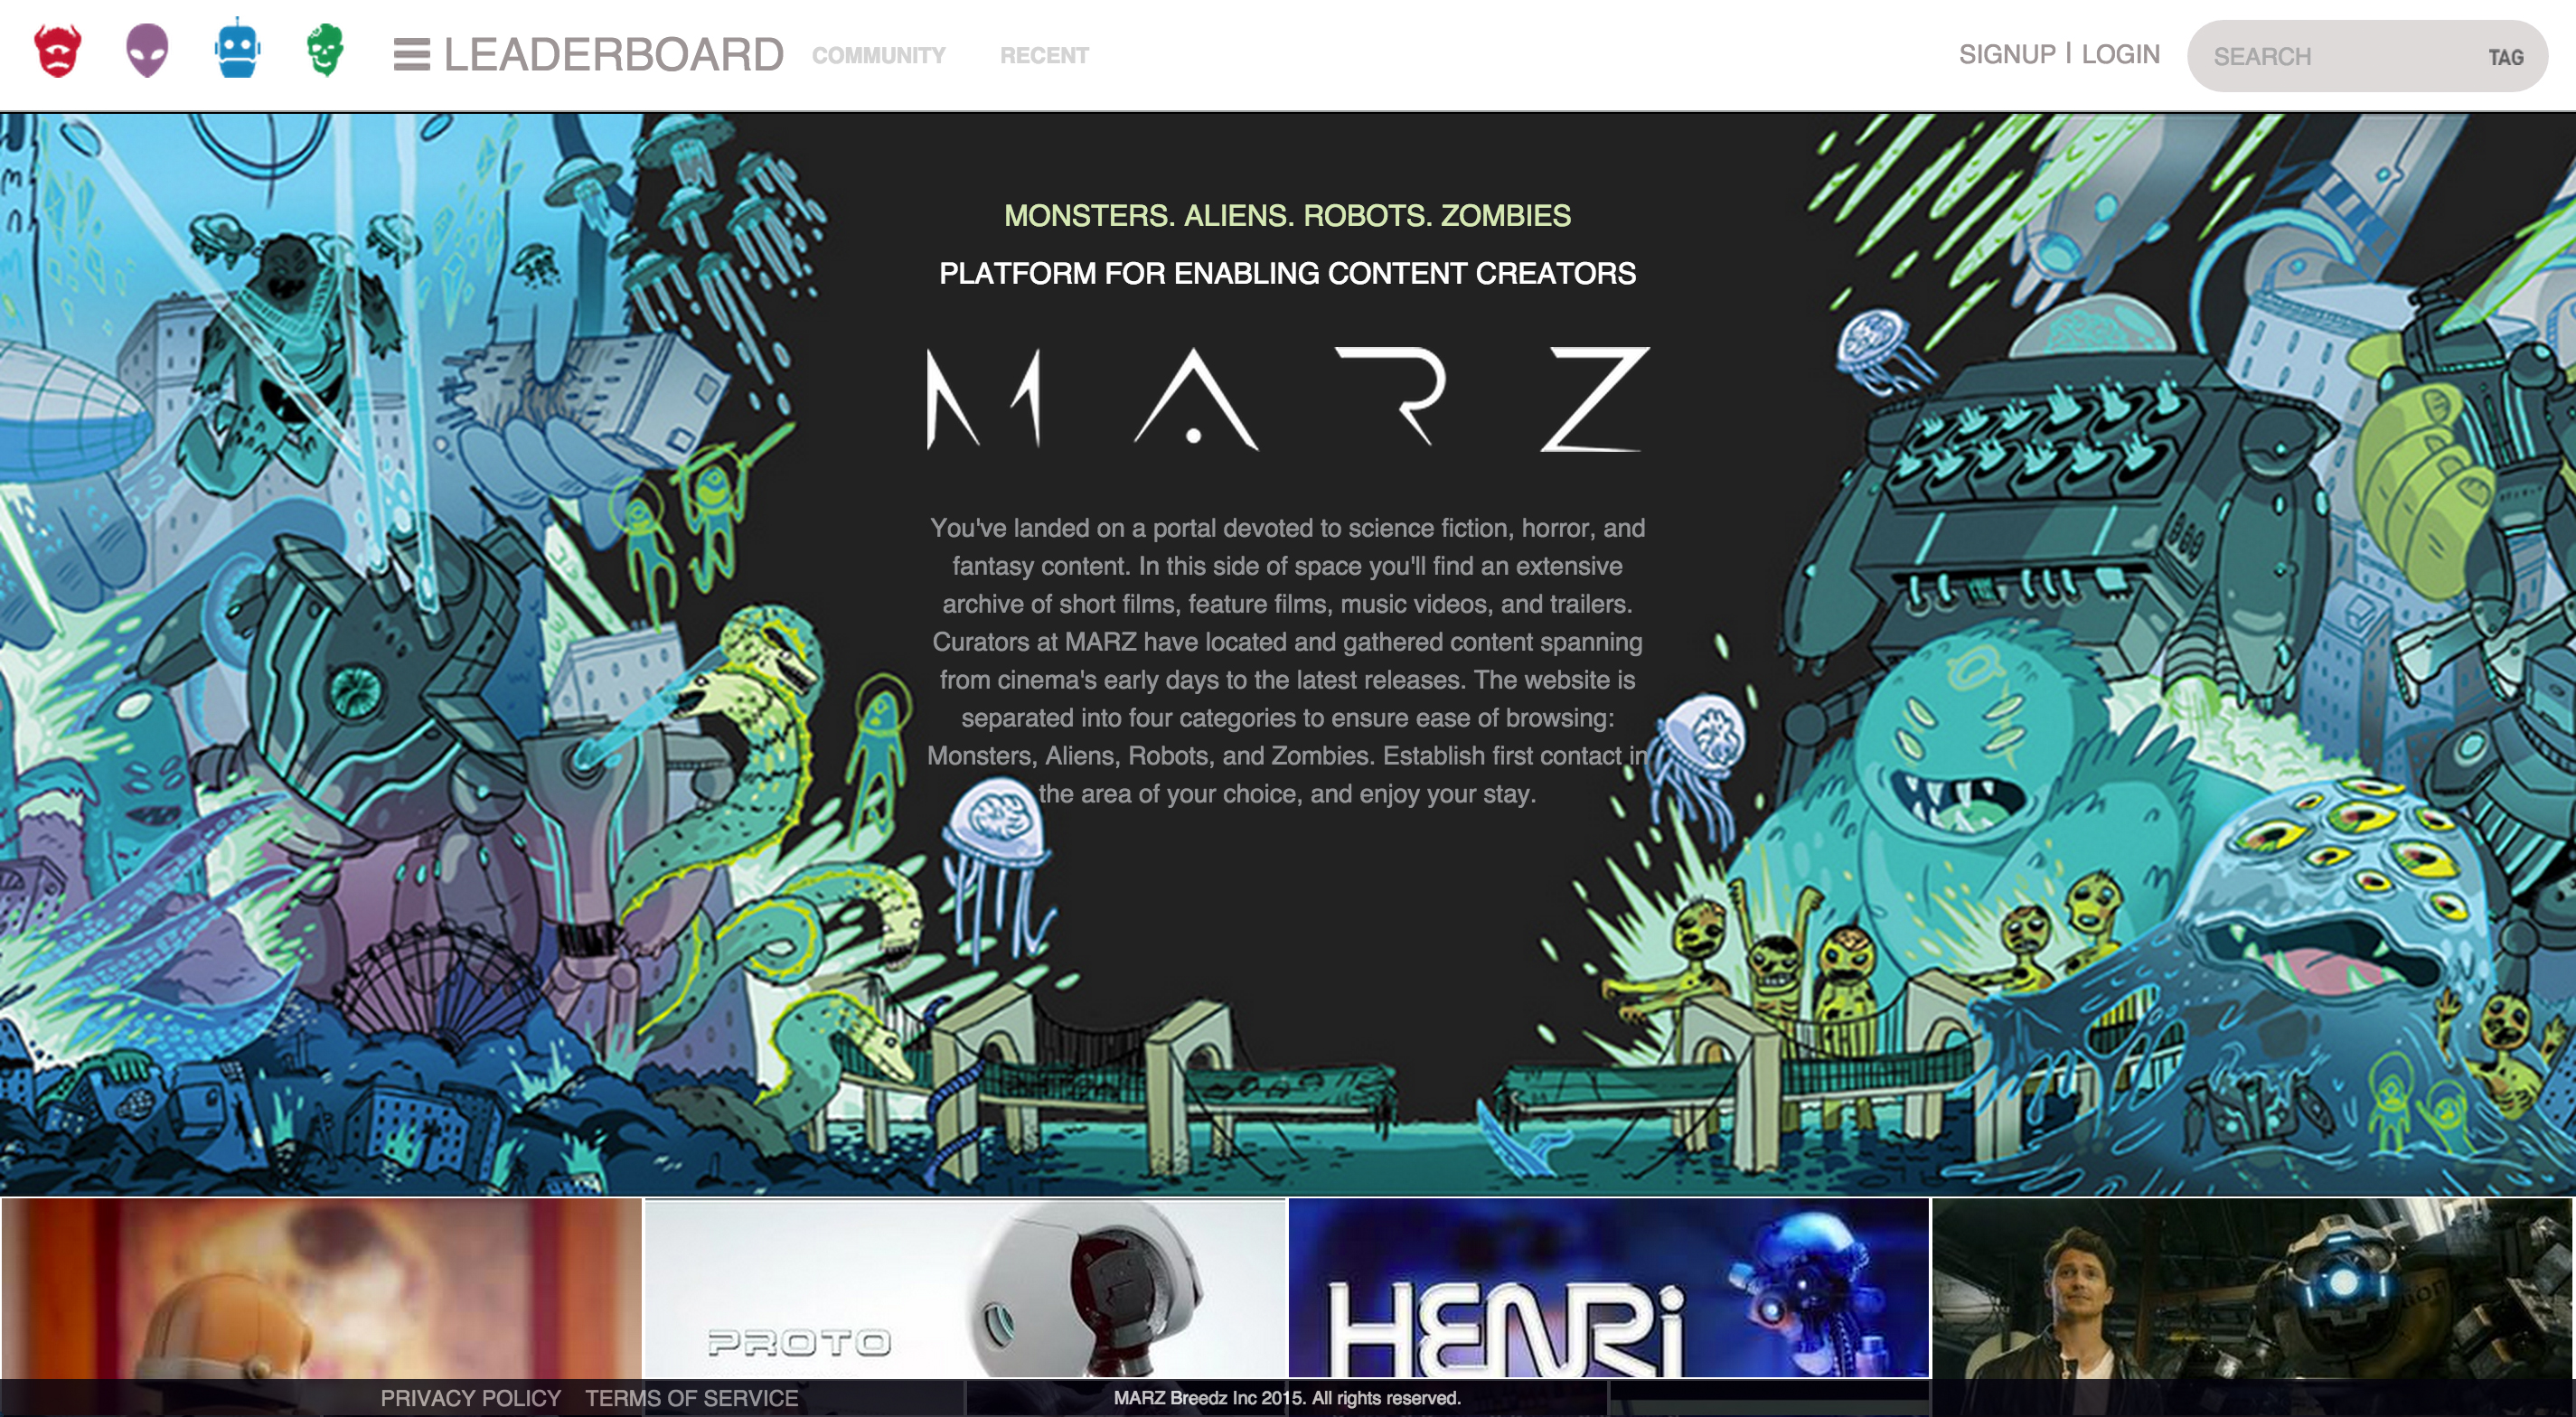 LEADERBOARD COMMUNITY RECENT SIGNUP | LOGIN SEARCH TAG
MONSTERS. ALIENS. ROBOTS. ZOMBIES
PLATFORM FOR ENABLING CONTENT CREATORS
MARZ
You've landed on a portal devoted to science fiction, horror, and
fantasy content. In this side of space you'll find an extensive
archive of short films, feature films, music videos, and trailers.
Curators at MARZ have located and gathered content spanning
from cinema's early days to the latest releases. The website is
separated into four categories to ensure ease of browsing:
Monsters, Aliens, Robots, and Zombies. Establish first contact in
the area of your choice, and enjoy your stay.
PROTO
HENRi
PRIVACY POLICY TERMS OF SERVICE MARZ Breedz Inc 2015. All rights reserved.